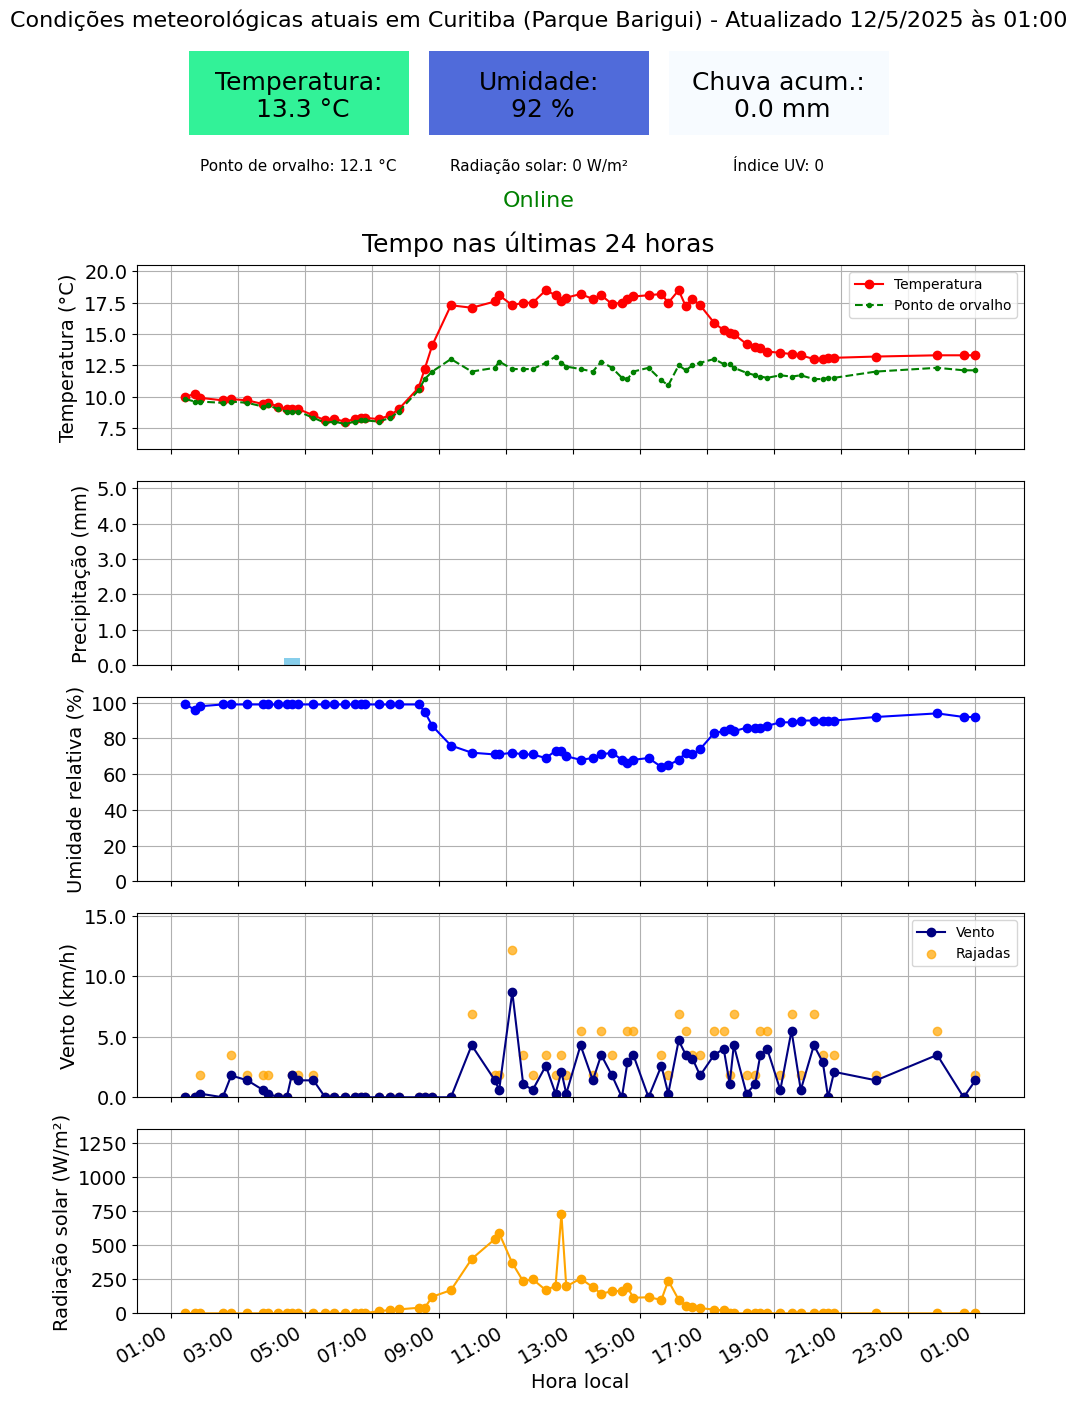 Condições meteorológicas atuais em Curitiba (Parque Barigui) - Atualizado 12/5/2025 às 01:00
Temperatura:
13.3 °C
Umidade:
92 %
Chuva acum.:
0.0 mm
Ponto de orvalho: 12.1 °C
Radiação solar: 0 W/m²
Índice UV: 0
Online
Tempo nas últimas 24 horas
Temperatura (°C)
20.0
17.5
15.0
12.5
10.0
7.5
Temperatura
Ponto de orvalho
Precipitação (mm)
5.0
4.0
3.0
2.0
1.0
0.0
Umidade relativa (%)
100
80
60
40
20
0
Vento (km/h)
15.0
10.0
5.0
0.0
Vento
Rajadas
Radiação solar (W/m²)
1250
1000
750
500
250
0
01:00
03:00
05:00
07:00
09:00
11:00
13:00
15:00
17:00
19:00
21:00
23:00
01:00
Hora local